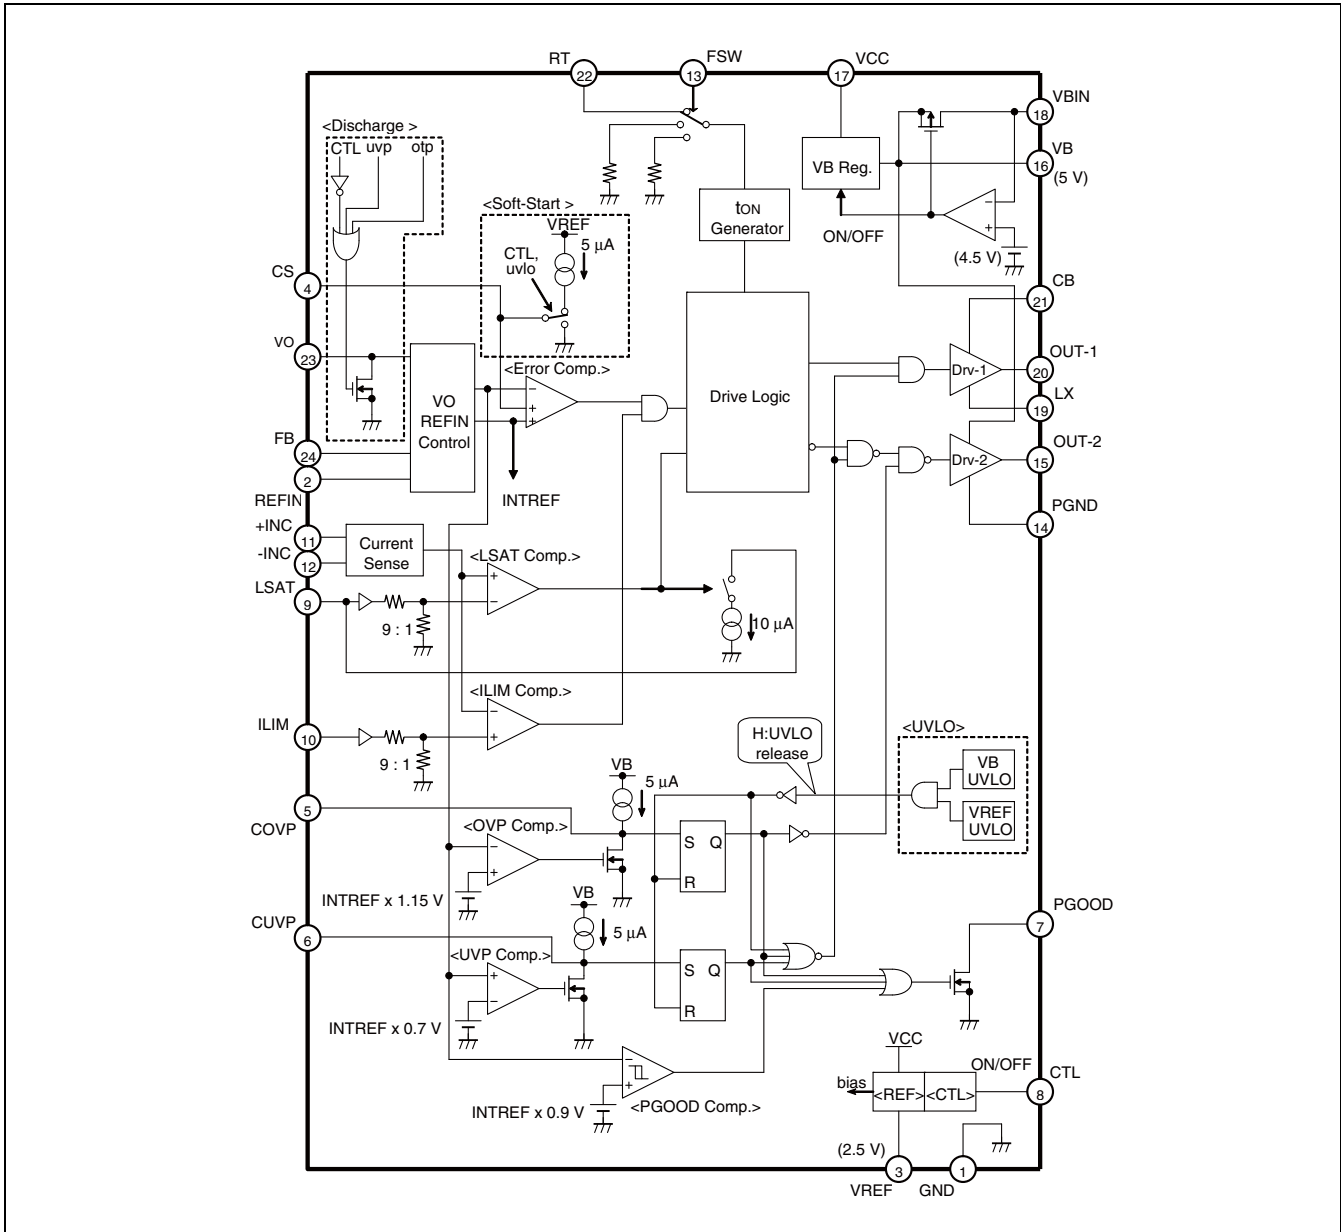 RT
22
13
FSW
VCC
17
VBIN
18
VB
16
(5 V)
<Discharge >
CTL
uvp
otp
VB Reg.
tON
Generator
ON/OFF
(4.5 V)
−
+
<Soft-Start >
VREF
5 µA
CTL,
uvlo
CS
4
CB
21
VO
23
<Error Comp.>
−
+
+
VO
REFIN
Control
Drive Logic
Drv-1
OUT-1
20
LX
19
FB
24
2
REFIN
INTREF
Drv-2
OUT-2
15
PGND
14
+INC
11
-INC
12
Current
Sense
LSAT
9
<LSAT Comp.>
+
−
9 : 1
10 µA
<ILIM Comp.>
−
+
ILIM
10
9 : 1
H:UVLO
release
<UVLO>
VB
UVLO
VREF
UVLO
VB
5 µA
5
COVP
<OVP Comp.>
−
+
S
Q
R
INTREF x 1.15 V
VB
5 µA
CUVP
6
<UVP Comp.>
+
−
S
Q
R
INTREF x 0.7 V
PGOOD
7
−
+
INTREF x 0.9 V
<PGOOD Comp.>
VCC
ON/OFF
bias
<REF>
<CTL>
CTL
8
(2.5 V)
3
1
VREF
GND